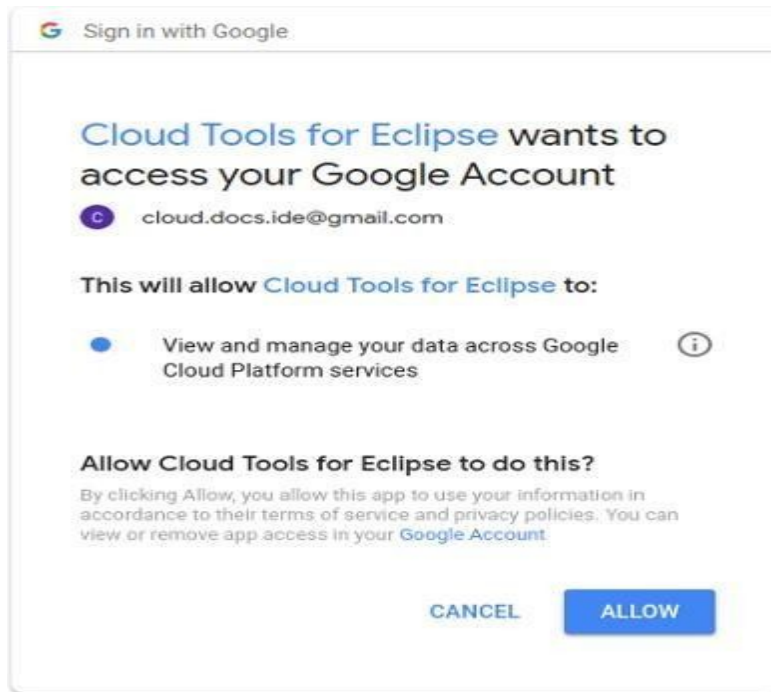 Sign in with Google
Cloud Tools for Eclipse wants to
access your Google Account
C cloud.docs.ide@gmail.com
This will allow Cloud Tools for Eclipse to:
View and manage your data across Google
Cloud Platform services
Allow Cloud Tools for Eclipse to do this?
By clicking Allow, you allow this app to use your information in
accordance to their terms of service and privacy policies. You can
view or remove app access in your Google Account
CANCEL ALLOW